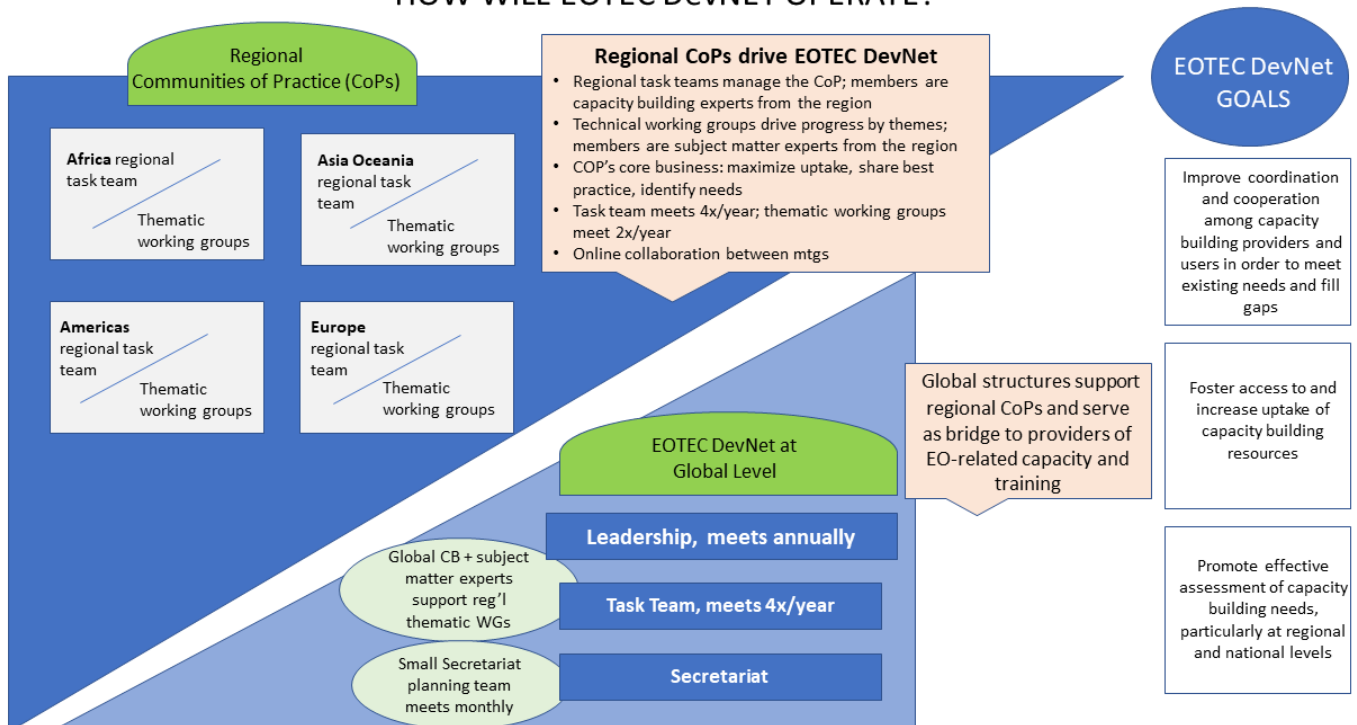 HOW WILL EOTEC DevNET OPERATE?
Regional
Communities of Practice (CoPs)
Africa regional
task team
Thematic
working groups
Asia Oceania
regional task
team
Thematic
working groups
Americas
regional task
team
Thematic
working groups
Europe
regional task
team
Thematic
working groups
Regional CoPs drive EOTEC DevNet
• Regional task teams manage the CoP; members are
capacity building experts from the region
• Technical working groups drive progress by themes;
members are subject matter experts from the region
• COP's core business: maximize uptake, share best
practice, identify needs
• Task team meets 4x/year; thematic working groups
meet 2x/year
• Online collaboration between mtgs
Global structures support
regional CoPs and serve
as bridge to providers of
EO-related capacity and
training
EOTEC DevNet at
Global Level
Leadership, meets annually
Global CB + subject
matter experts
support reg'l
thematic WGs
Task Team, meets 4x/year
Small Secretariat
planning team
meets monthly
Secretariat
EOTEC DevNet
GOALS
Improve coordination
and cooperation
among capacity
building providers and
users in order to meet
existing needs and fill
gaps
Foster access to and
increase uptake of
capacity building
resources
Promote effective
assessment of capacity
building needs,
particularly at regional
and national levels